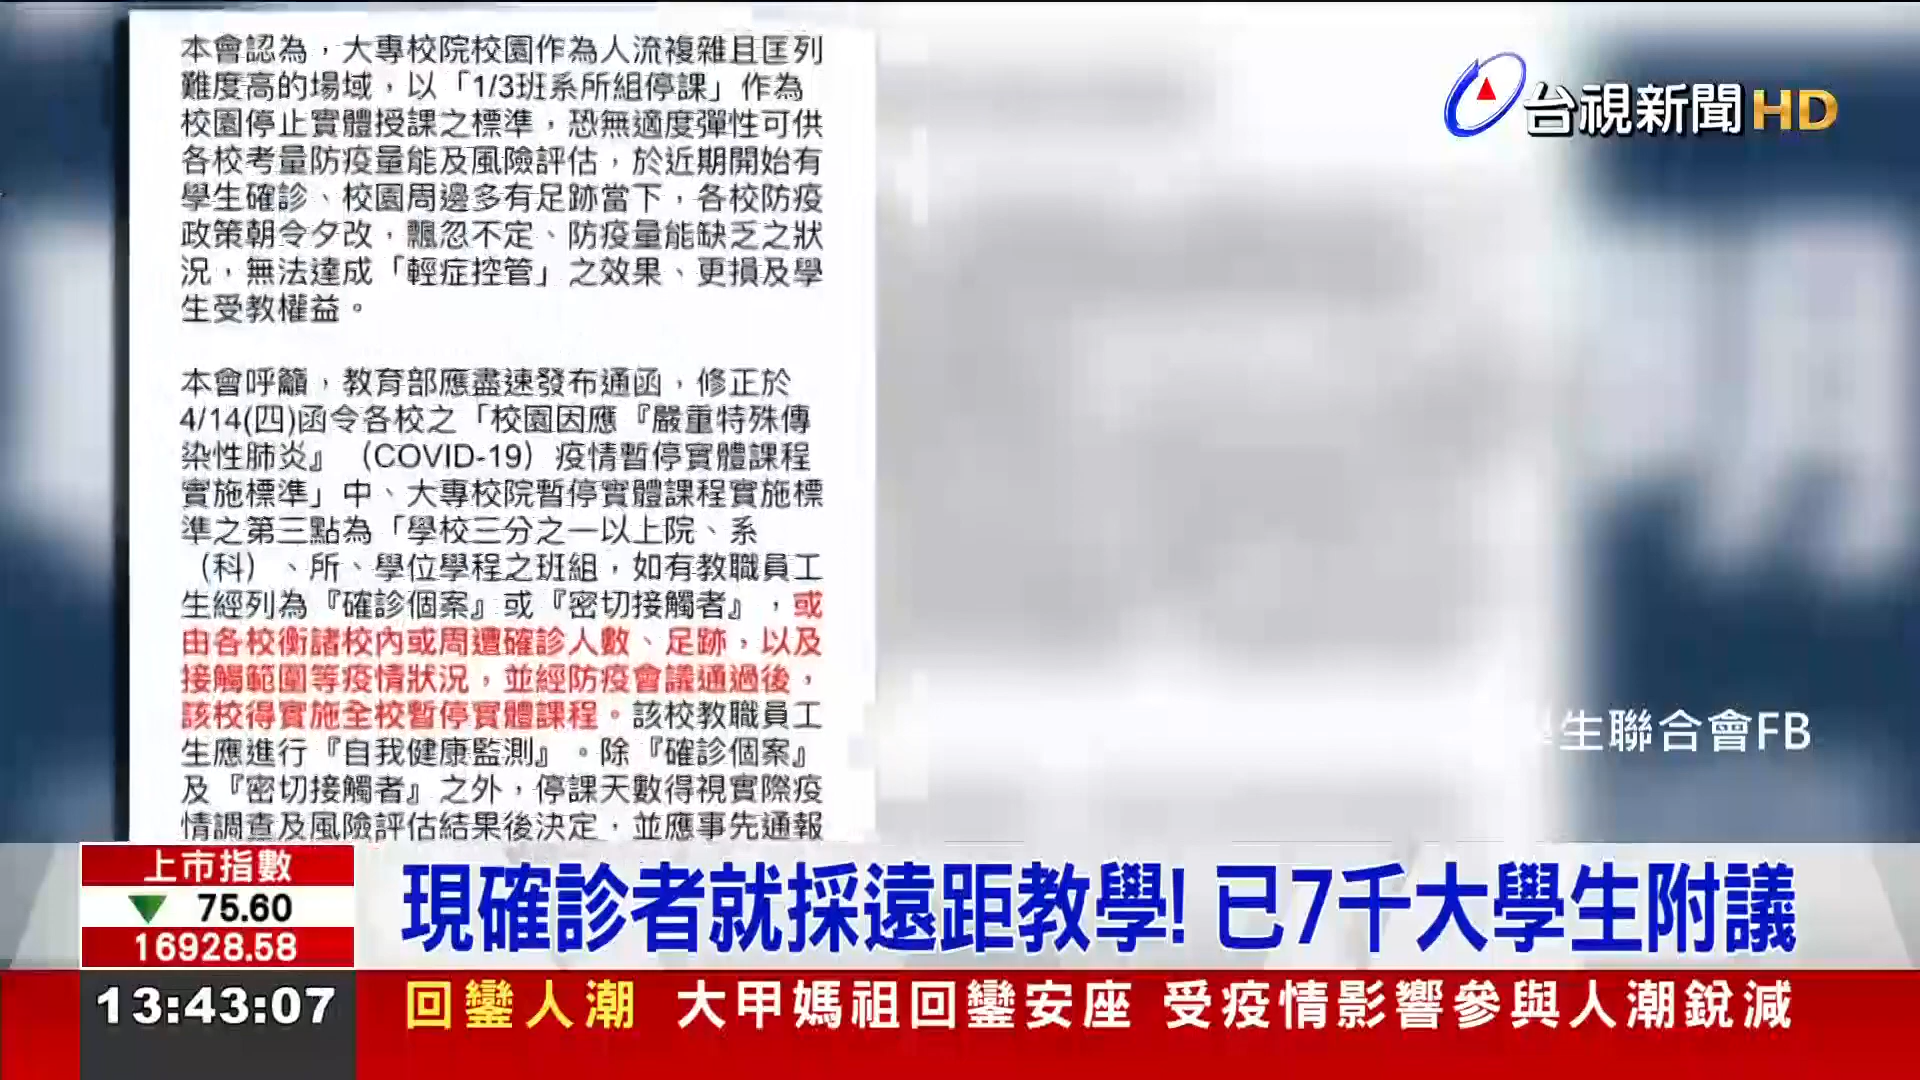 本會認為，大專校院校園作為人流複雜且匡列
難度高的場域，以「1/3班系所組停課」作為
校園停止實體授課之標準，恐無適度彈性可供
各校考量防疫量能及風險評估，於近期開始有
學生確診、校園周邊多有足跡當下，各校防疫
政策朝令夕改，飄忽不定、防疫量能缺乏之狀
況，無法達成「輕症控管」之效果、更損及學
生受教權益。
本會呼籲，教育部應盡速發布通函，修正於
4/14(四)函令各校之「校園因應『嚴重特殊傳
染性肺炎』（COVID-19）疫情暫停實體課程
實施標準」中、大專校院暫停實體課程實施標
準之第三點為「學校三分之一以上院、系
（科）、所、學位學程之班組，如有教職員工
生經列為『確診個案』或『密切接觸者』，或
由各校衡諸校內或周遭確診人數、足跡，以及
接觸範圍等疫情狀況，並經防疫會議通過後，
該校得實施全校暫停實體課程。該校教職員工
生應進行『自我健康監測』。除『確診個案』
及『密切接觸者』之外，停課天數得視實際疫
情調查及風險評估結果後決定，並應事先通報
台視新聞HD
學生聯合會FB
上市指數
75.60
16928.58
現確診者就採遠距教學! 已7千大學生附議
13:43:07
回鑾人潮 大甲媽祖回鑾安座 受疫情影響參與人潮銳減